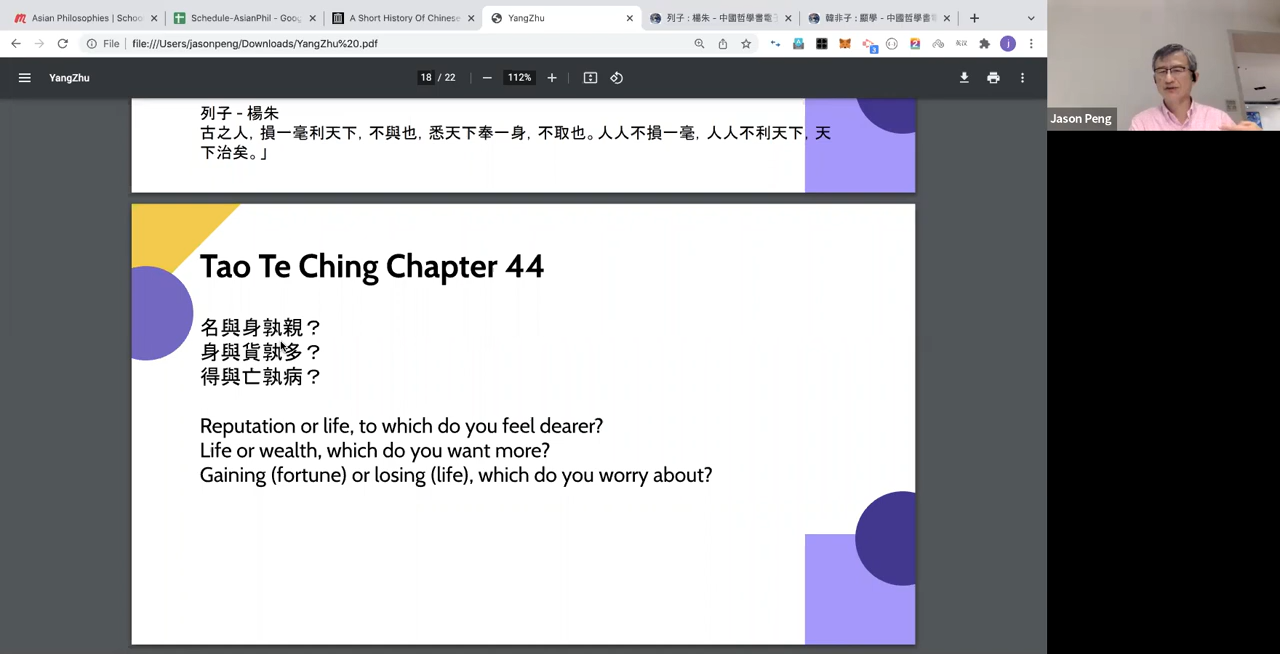 Asian Philosophies | Schoo
Schedule-AsianPhil - Goog
A Short History Of Chinese
YangZhu
列子 : 楊朱 - 中國哲學書電子
韓非子 : 顯學 - 中國哲學書電
File
file:///Users/jasonpeng/Downloads/YangZhu%20.pdf
YangZhu
18 / 22
112%
列子 - 楊朱
古之人, 損一毫利天下, 不與也, 悉天下奉一身, 不取也。人人不損一毫, 人人不利天下, 天
下治矣。」
Tao Te Ching Chapter 44
名與身孰親？
身與貨孰多？
得與亡孰病？
Reputation or life, to which do you feel dearer?
Life or wealth, which do you want more?
Gaining (fortune) or losing (life), which do you worry about?
Jason Peng